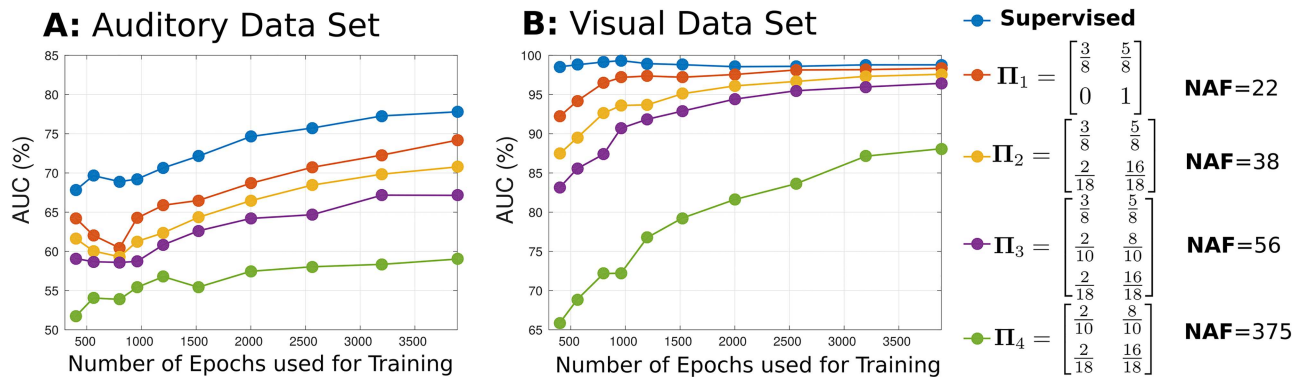 A: Auditory Data Set
85
80
75
70
65
60
55
50
AUC (%)
500 1000 1500 2000 2500 3000 3500
Number of Epochs used for Training
B: Visual Data Set
100
95
90
85
80
75
70
65
AUC (%)
500 1000 1500 2000 2500 3000 3500
Number of Epochs used for Training
Supervised
Π₁ = [3/8 5/8
0 1]
NAF=22
Π₂ = [3/8 5/8
2/18 16/18]
NAF=38
Π₃ = [3/8 5/8
2/10 8/10
2/18 16/18]
NAF=56
Π₄ = [2/10 8/10
2/18 16/18]
NAF=375